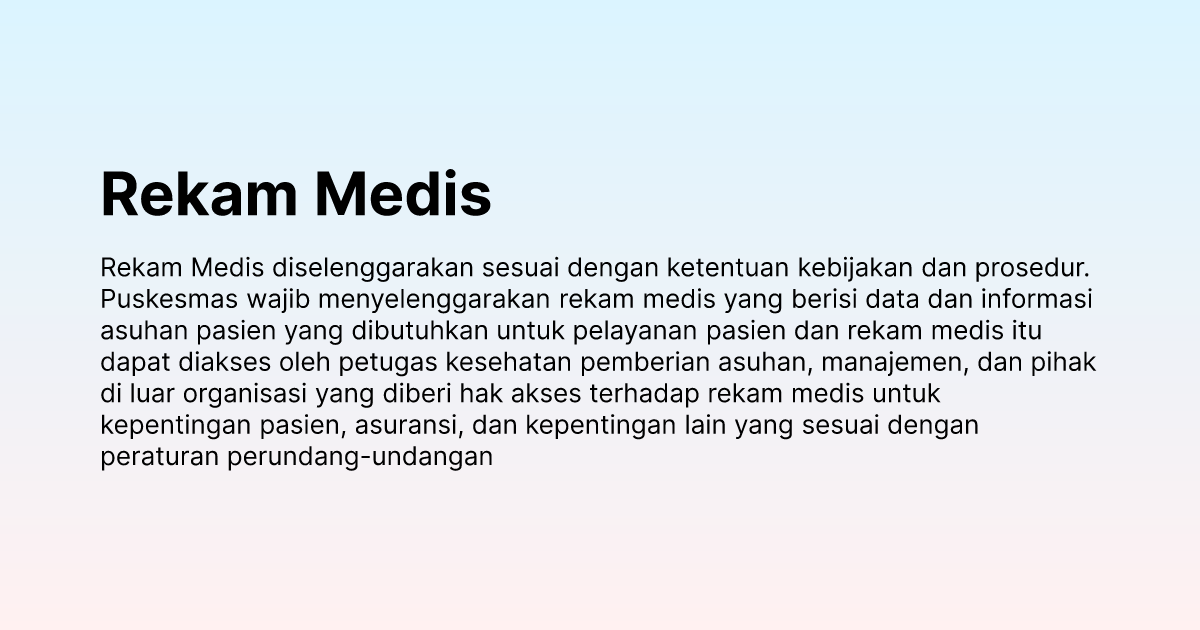 Rekam Medis
Rekam Medis diselenggarakan sesuai dengan ketentuan kebijakan dan prosedur.
Puskesmas wajib menyelenggarakan rekam medis yang berisi data dan informasi
asuhan pasien yang dibutuhkan untuk pelayanan pasien dan rekam medis itu
dapat diakses oleh petugas kesehatan pemberian asuhan, manajemen, dan pihak
di luar organisasi yang diberi hak akses terhadap rekam medis untuk
kepentingan pasien, asuransi, dan kepentingan lain yang sesuai dengan
peraturan perundang-undangan